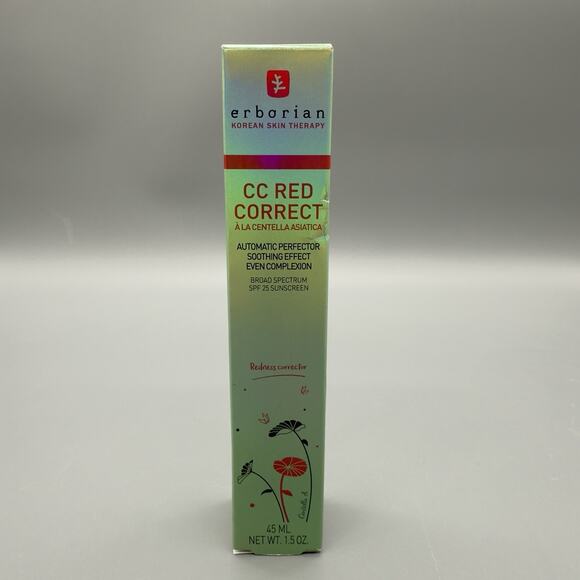 erborian
KOREAN SKIN THERAPY
CC RED
CORRECT
À LA CENTELLA ASIATICA
AUTOMATIC PERFECTOR
SOOTHING EFFECT
EVEN COMPLEXION
BROAD SPECTRUM
SPF 25 SUNSCREEN
Redness corrector
Centella A.
45 ML
NET WT. 1.5 OZ.